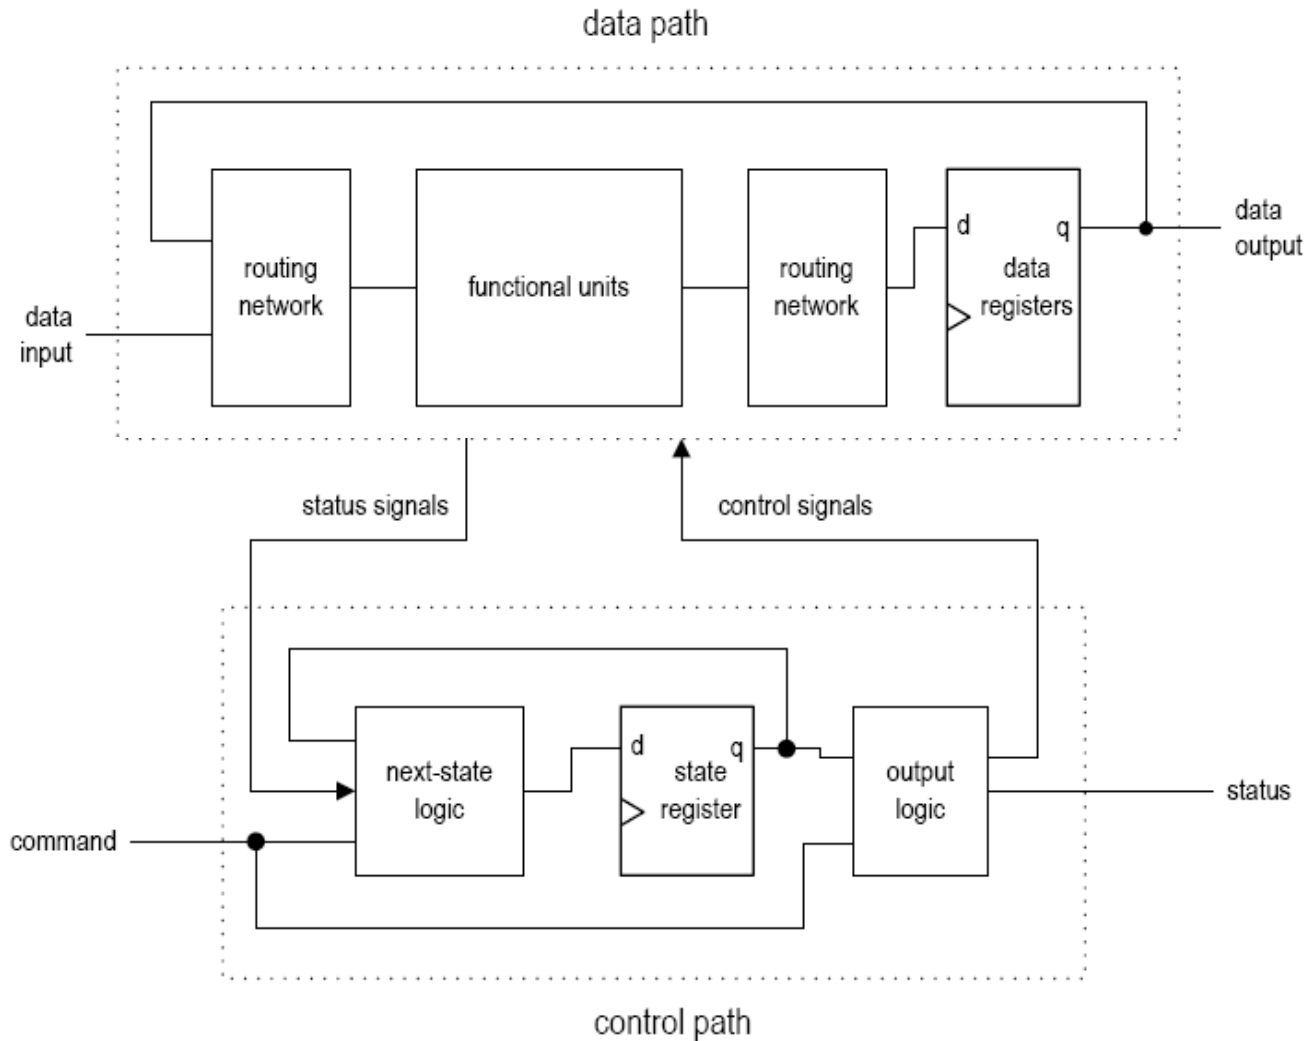 data path
routing
network
functional units
routing
network
d
q
data
registers
data
output
data
input
status signals
control signals
next-state
logic
d
q
state
register
output
logic
status
command
control path